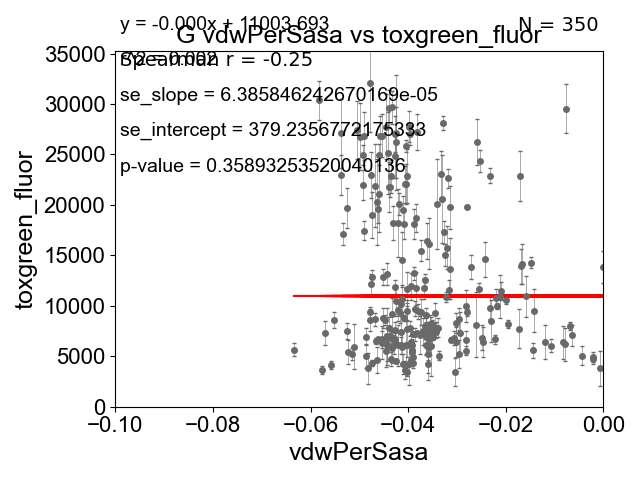 y = -0.000x + 11003.693
N = 350
G vdwPerSasa vs toxgreen_fluor
R^2 = 0.002
Spearman r = -0.25
se_slope = 6.385846242670169e-05
se_intercept = 379.2356772175333
p-value = 0.35893253520040136
toxgreen_fluor
35000
30000
25000
20000
15000
10000
5000
0
−0.10 −0.08 −0.06 −0.04 −0.02 0.00
vdwPerSasa